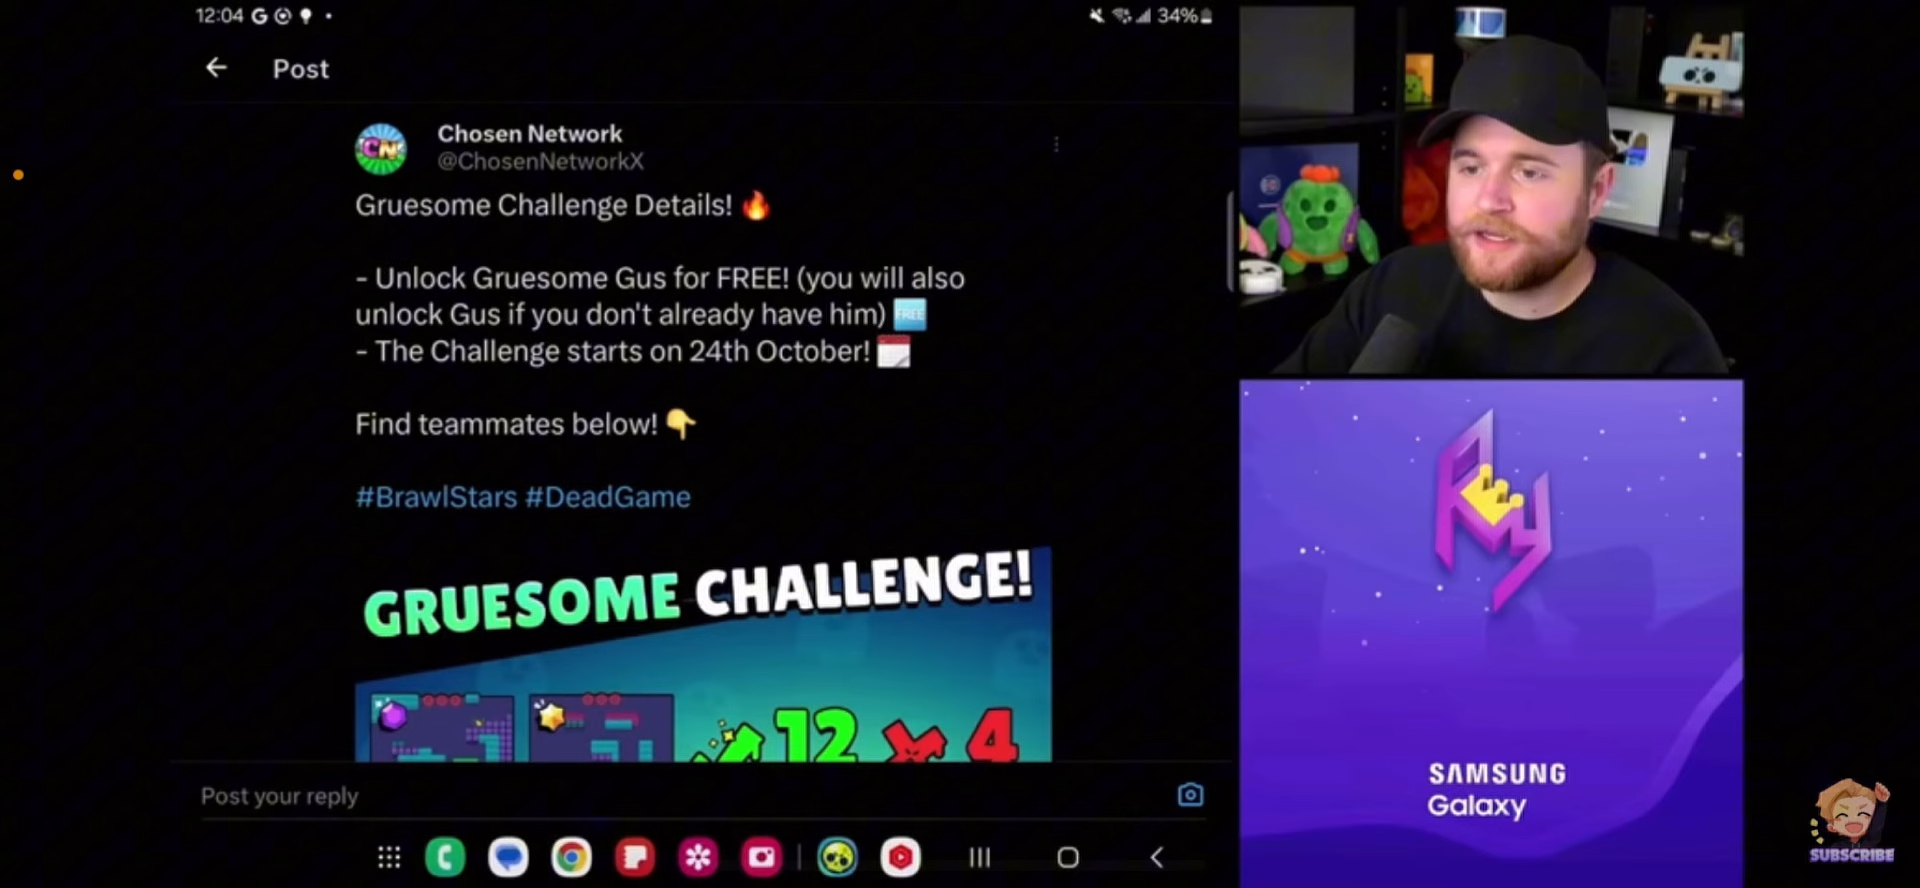 12:04
34%
Post
CN
Chosen Network
@ChosenNetworkX
Gruesome Challenge Details! 🔥
- Unlock Gruesome Gus for FREE! (you will also
unlock Gus if you don't already have him) 🆓
- The Challenge starts on 24th October! 📅
Find teammates below! 👇
#BrawlStars #DeadGame
GRUESOME CHALLENGE!
12 4
Post your reply
SAMSUNG
Galaxy
SUBSCRIBE